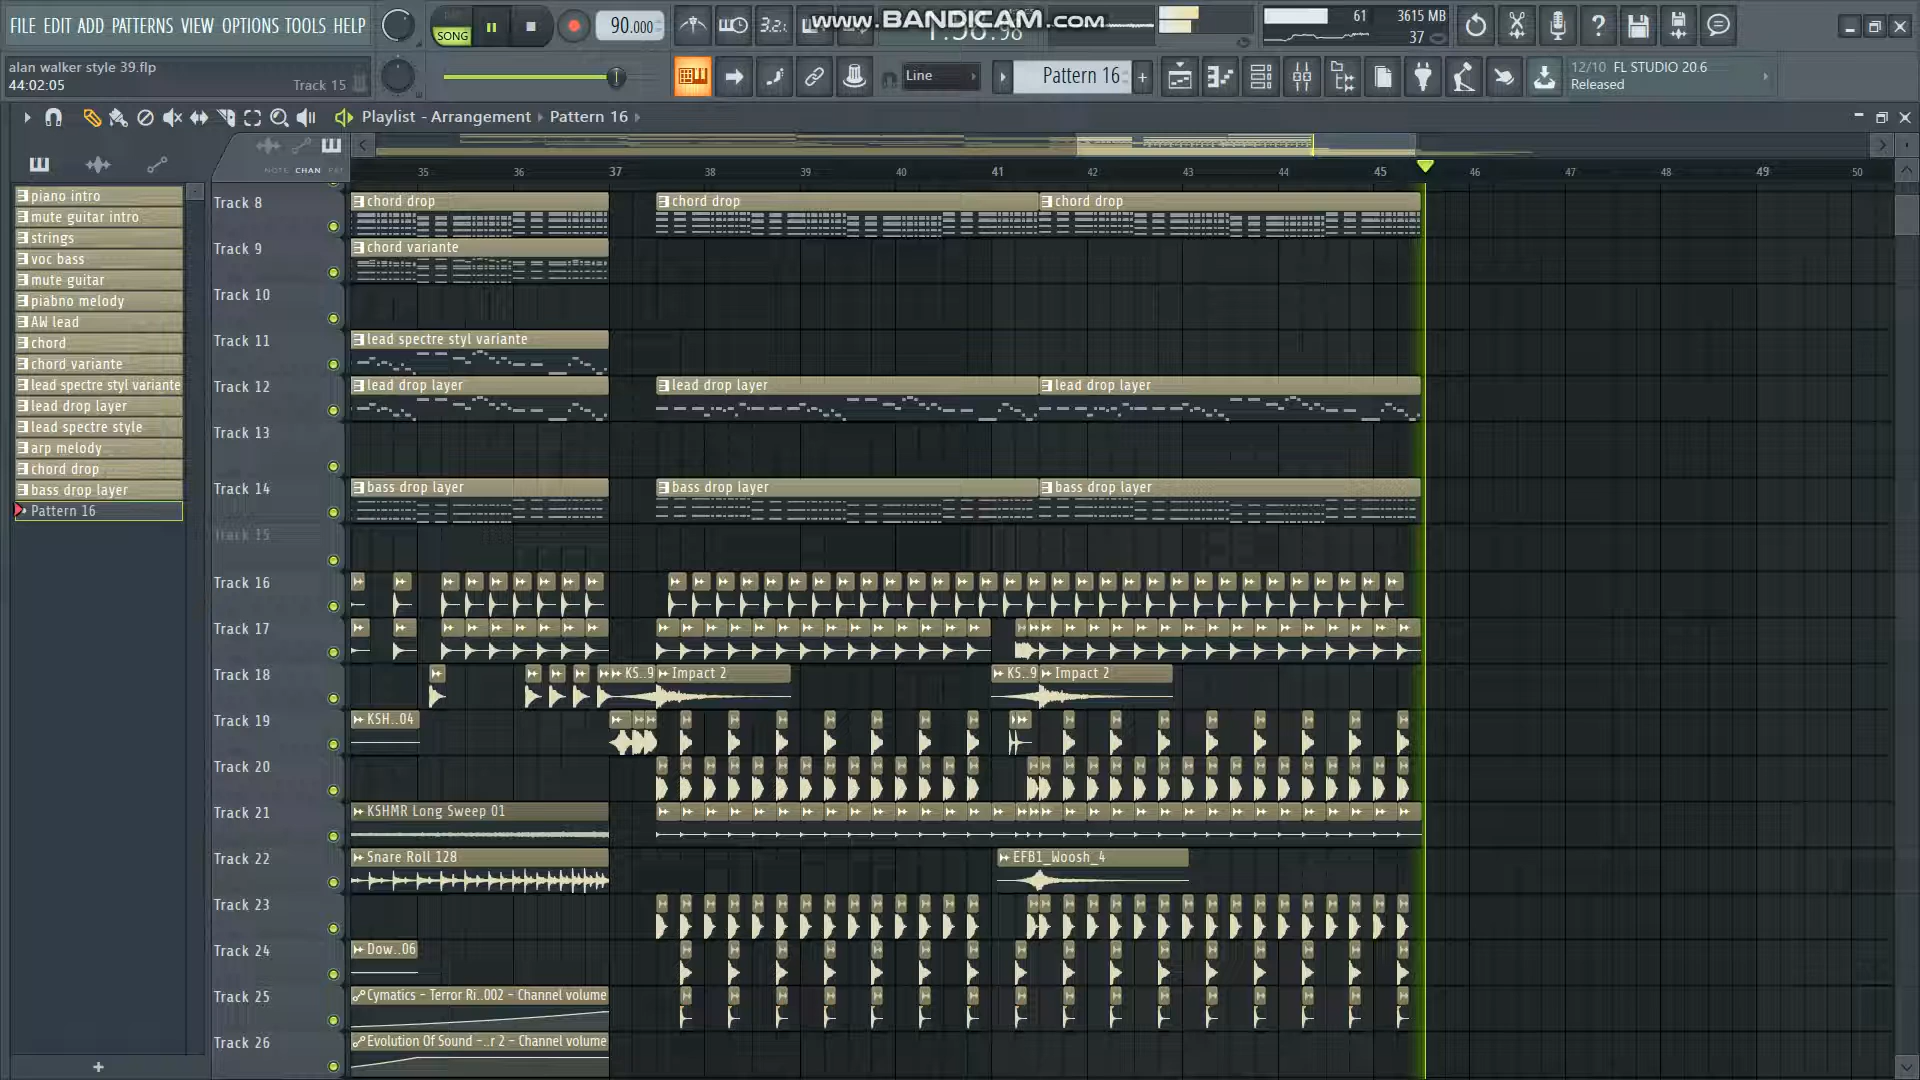 www.BANDICAM.com
FILE EDIT ADD PATTERNS VIEW OPTIONS TOOLS HELP
SONG
90.000
3.2
1:58:98
61
3615 MB
37
alan walker style 39.flp
44:02:05
Track 15
Line
Pattern 16
+
12/10 FL STUDIO 20.6
Released
Playlist - Arrangement › Pattern 16 ›
NOTE CHAN PAT
35 36 37 38 39 40 41 42 43 44 45 46 47 48 49 50
piano intro
mute guitar intro
strings
voc bass
mute guitar
piabno melody
AW lead
chord
chord variante
lead spectre styl variante
lead drop layer
lead spectre style
arp melody
chord drop
bass drop layer
Pattern 16
+
Track 8
chord drop
chord drop
chord drop
Track 9
chord variante
Track 10
Track 11
lead spectre styl variante
Track 12
lead drop layer
lead drop layer
lead drop layer
Track 13
Track 14
bass drop layer
bass drop layer
bass drop layer
Track 15
Track 16
Track 17
Track 18
KS..9
Impact 2
KS..9
Impact 2
Track 19
KSH..04
Track 20
Track 21
KSHMR Long Sweep 01
Track 22
Snare Roll 128
EFB1_Woosh_4
Track 23
Track 24
Dow..06
Track 25
Cymatics - Terror Ri..002 - Channel volume
Track 26
Evolution Of Sound -..r 2 - Channel volume